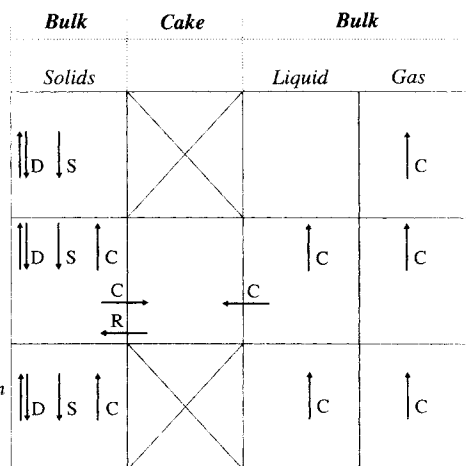 Bulk Cake Bulk
Solids Liquid Gas
D S C
D S C C C
C C
R
n
D S C C C